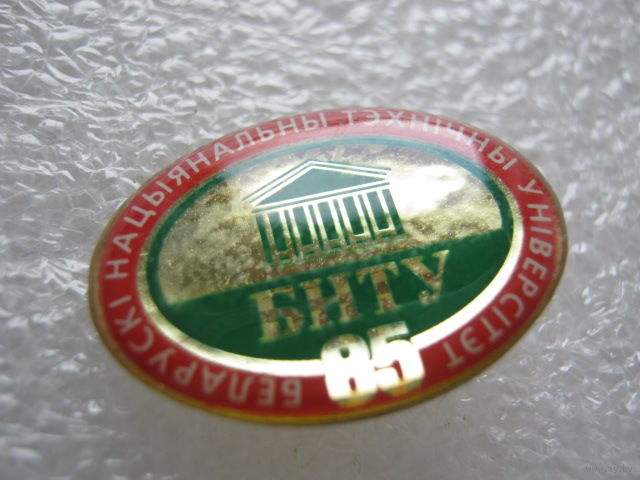 БЕЛАРУСКІ НАЦЫЯНАЛЬНЫ ТЭХНІЧНЫ УНІВЕРСІТЭТ
БНТУ
85